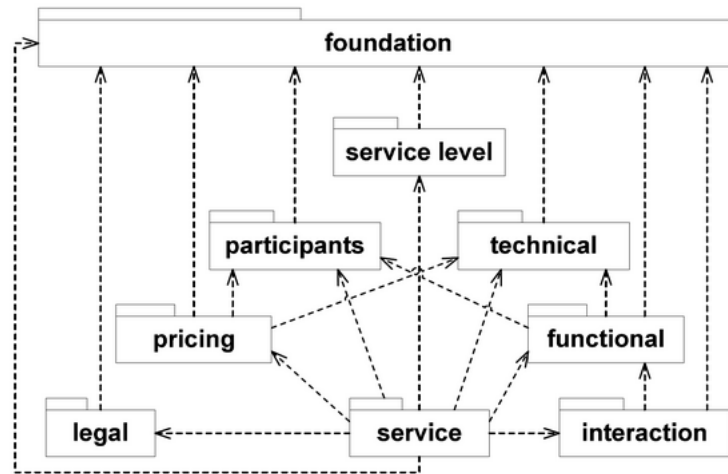 foundation
service level
participants
technical
pricing
functional
legal
service
interaction